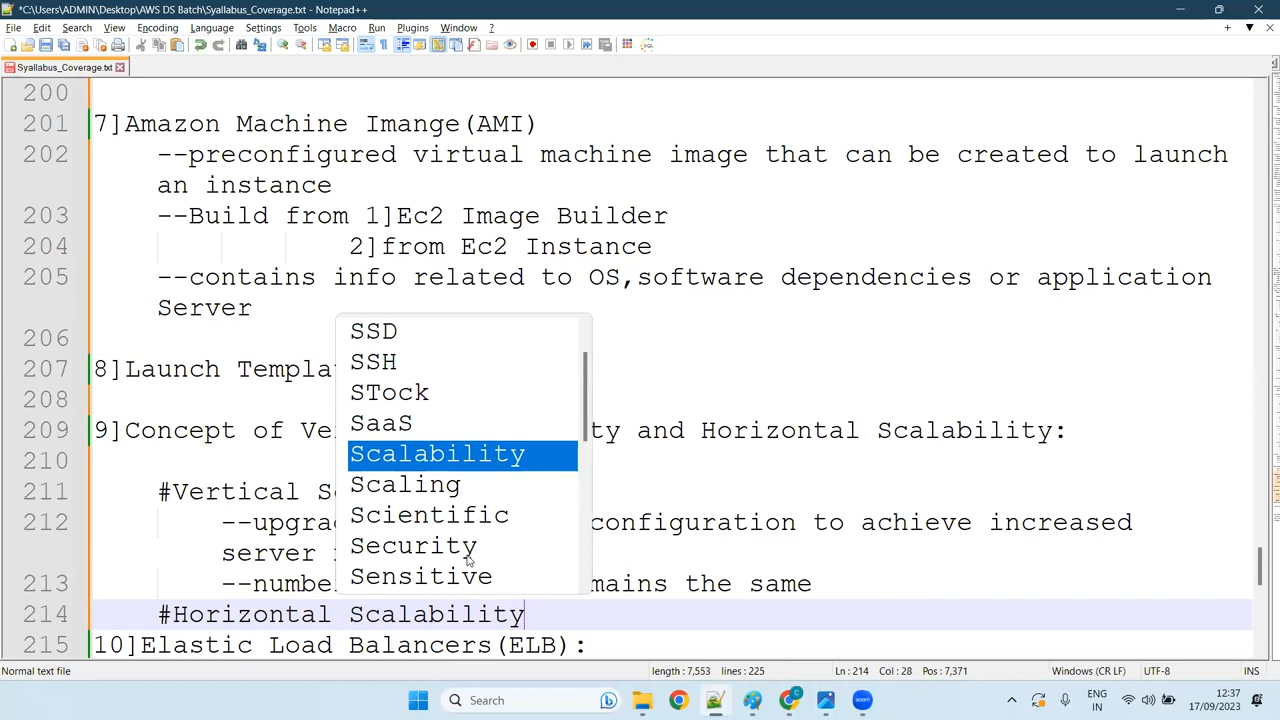 *C:\Users\ADMIN\Desktop\AWS DS Batch\Syallabus_Coverage.txt - Notepad++
File Edit Search View Encoding Language Settings Tools Macro Run Plugins Window ?
Syallabus_Coverage.txt
200
201 7]Amazon Machine Imange(AMI)
202 --preconfigured virtual machine image that can be created to launch
an instance
203 --Build from 1]Ec2 Image Builder
204 2]from Ec2 Instance
205 --contains info related to OS,software dependencies or application
Server
206
207 8]Launch Templa
208
209 9]Concept of Ve ty and Horizontal Scalability:
210
211 #Vertical S
212 --upgra configuration to achieve increased
server
213 --number mains the same
214 #Horizontal Scalability
215 10]Elastic Load Balancers(ELB):
SSD
SSH
STock
SaaS
Scalability
Scaling
Scientific
Security
Sensitive
Normal text file length : 7,553 lines : 225 Ln : 214 Col : 28 Pos : 7,371 Windows (CR LF) UTF-8 INS
Search
ENG
IN
12:37
17/09/2023